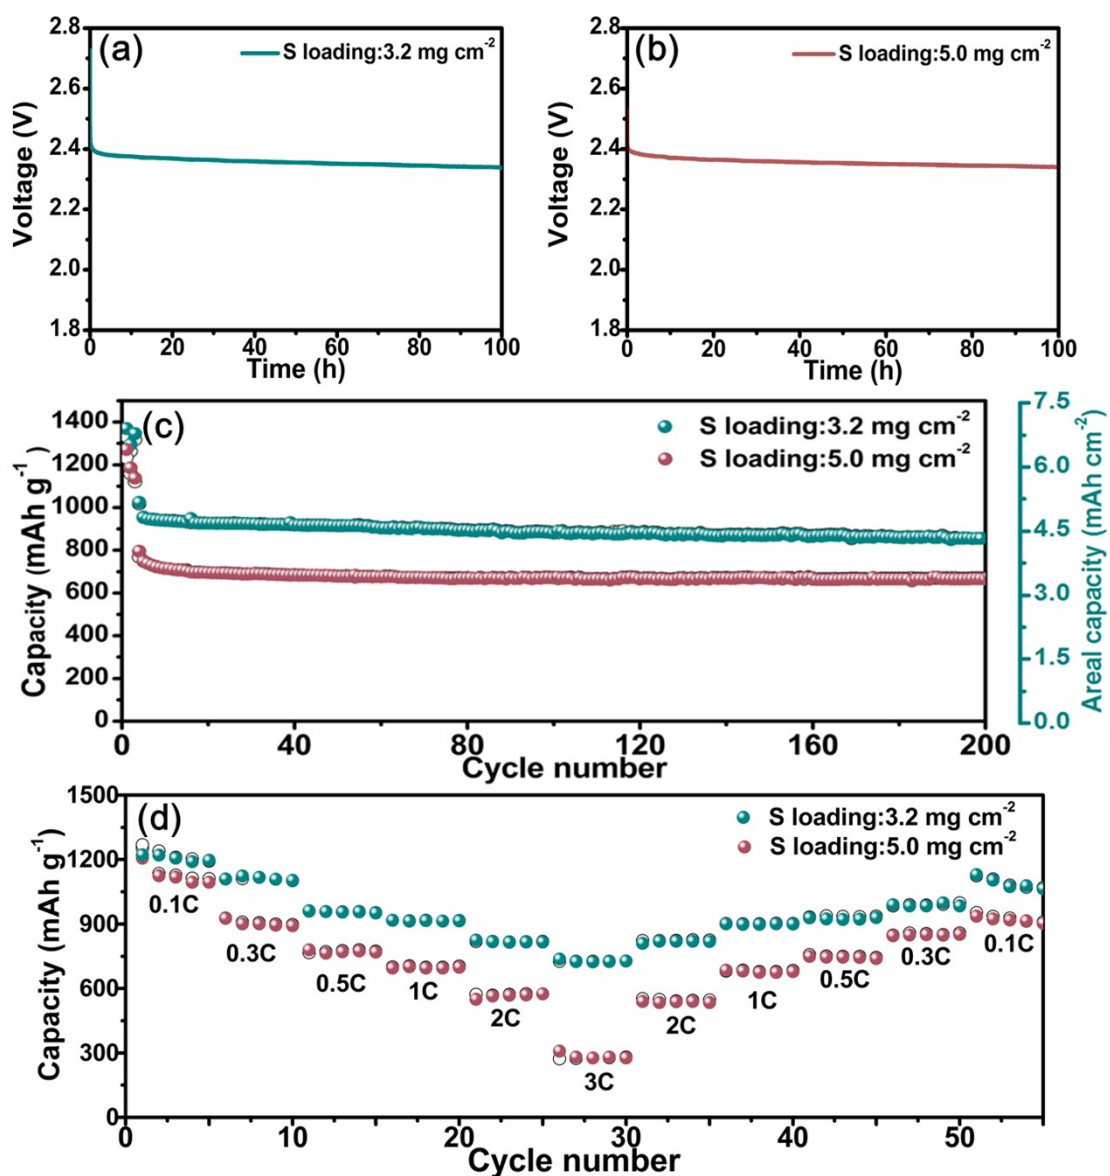 (a)
S loading:3.2 mg cm-2
Voltage (V)
2.8
2.6
2.4
2.2
2.0
1.8
0 20 40 60 80 100
Time (h)
(b)
S loading:5.0 mg cm-2
Voltage (V)
2.8
2.6
2.4
2.2
2.0
1.8
0 20 40 60 80 100
Time (h)
(c)
S loading:3.2 mg cm-2
S loading:5.0 mg cm-2
Capacity (mAh g-1)
1400
1200
1000
800
600
400
200
0
7.5
6.0
4.5
3.0
1.5
0.0
Areal capacity (mAh cm-2)
0 40 80 120 160 200
Cycle number
(d)
S loading:3.2 mg cm-2
S loading:5.0 mg cm-2
Capacity (mAh g-1)
1500
1200
900
600
300
0
0.1C
0.3C
0.5C
1C
2C
3C
2C
1C
0.5C
0.3C
0.1C
0 10 20 30 40 50
Cycle number